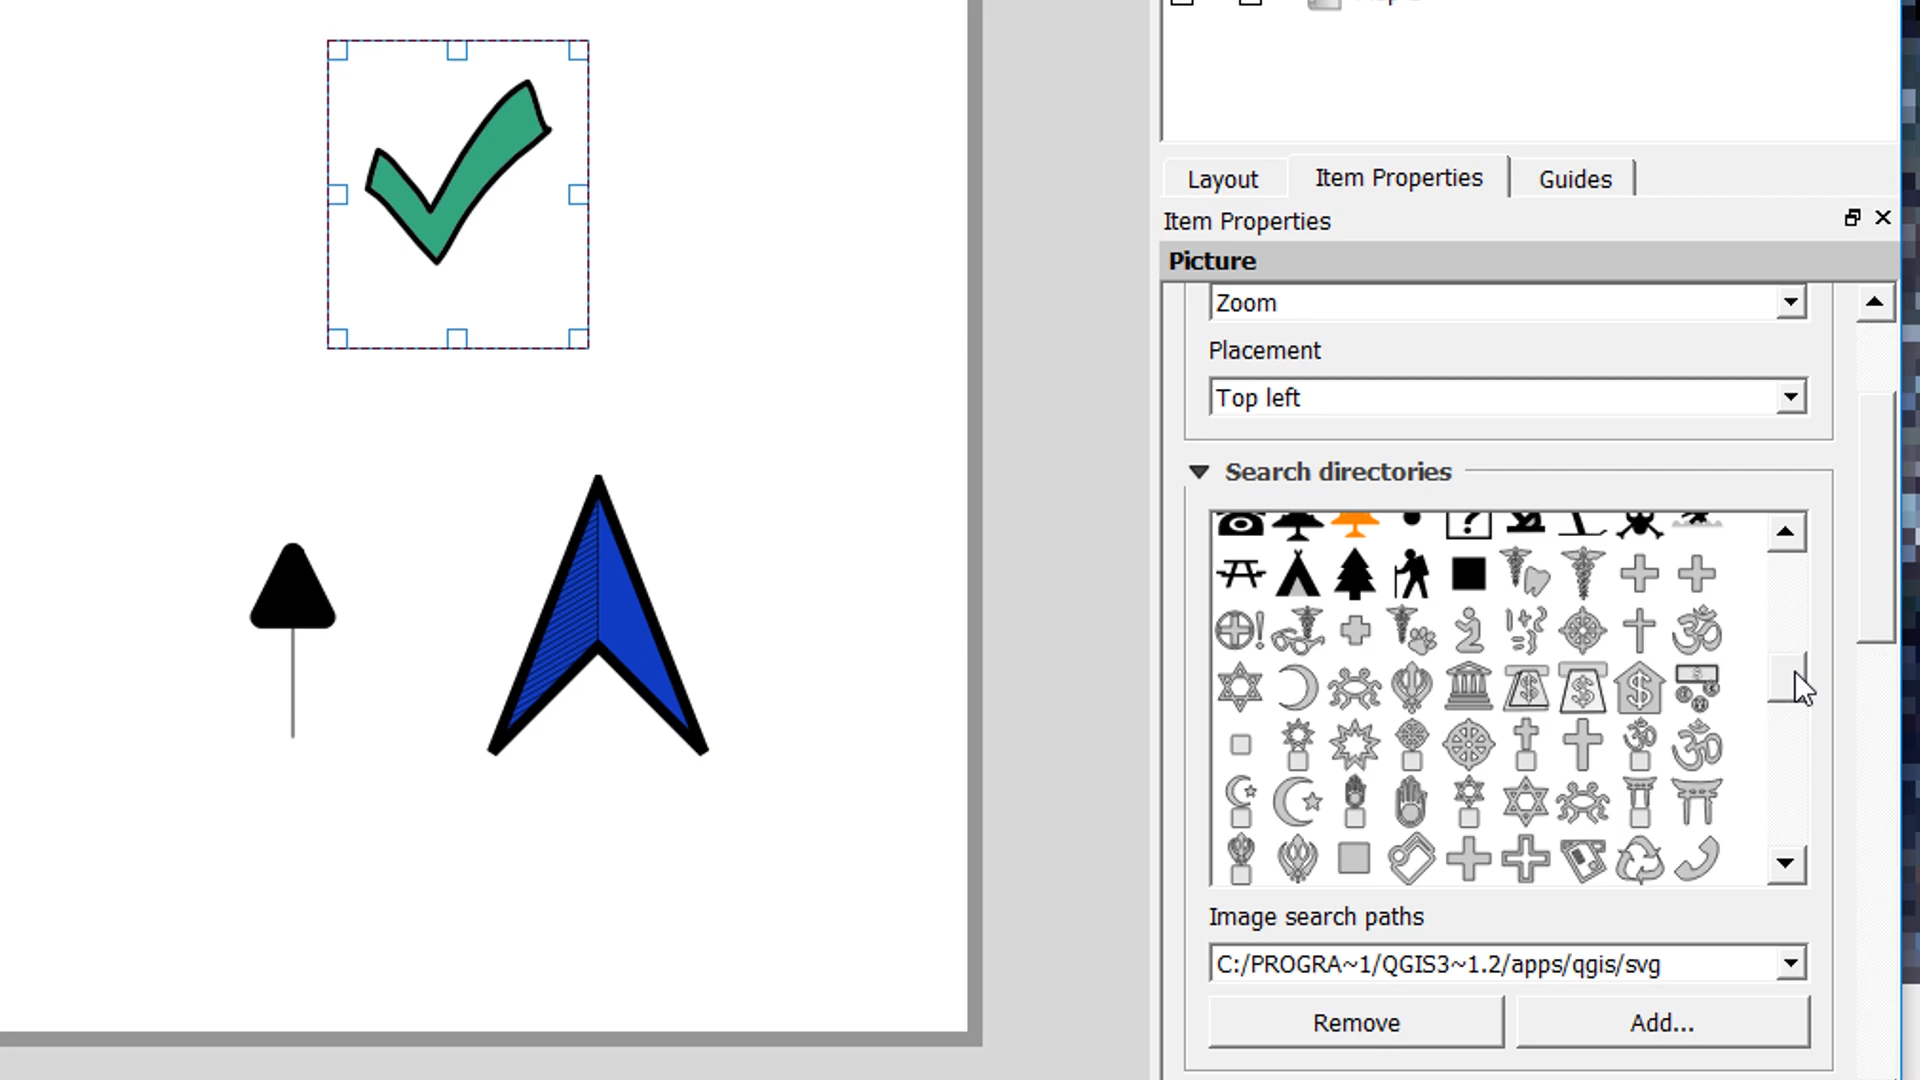 Layout
Item Properties
Guides
Item Properties
Picture
Zoom
Placement
Top left
Search directories
Image search paths
C:/PROGRA~1/QGIS3~1.2/apps/qgis/svg
Remove
Add...